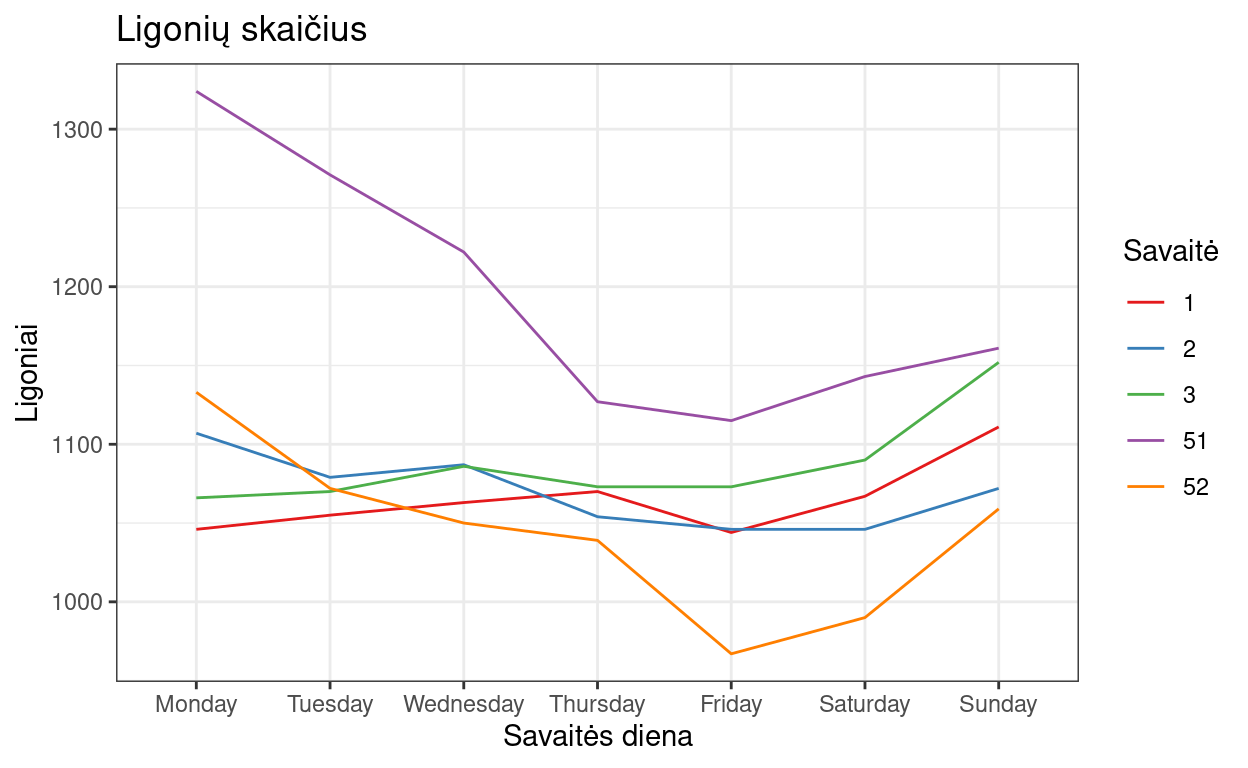 Ligonių skaičius
1300
1200
1100
1000
Ligoniai
Monday Tuesday Wednesday Thursday Friday Saturday Sunday
Savaitės diena
Savaitė
1
2
3
51
52